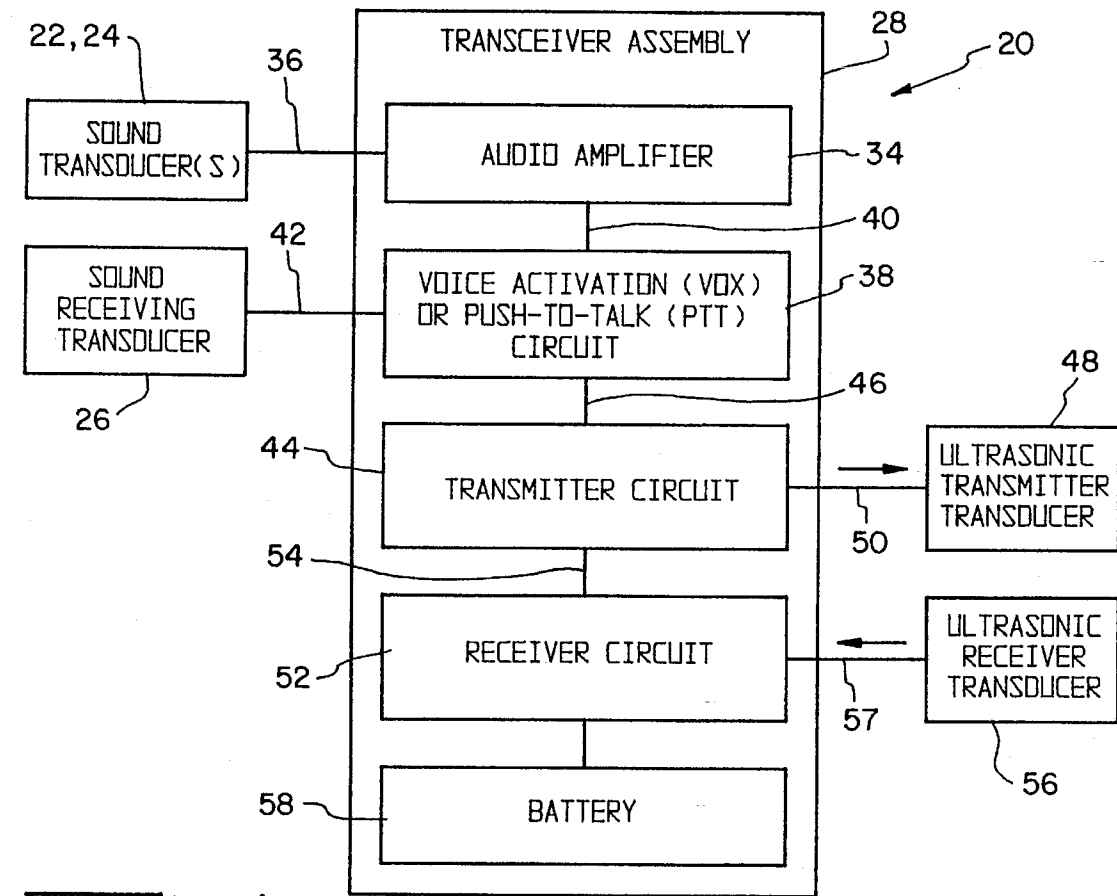 22,24
36
TRANSCEIVER ASSEMBLY
28
20
SOUND
TRANSDUCER(S)
AUDIO AMPLIFIER
34
40
42
SOUND
RECEIVING
TRANSDUCER
26
VOICE ACTIVATION (VOX)
OR PUSH-TO-TALK (PTT)
CIRCUIT
38
46
48
44
TRANSMITTER CIRCUIT
ULTRASONIC
TRANSMITTER
TRANSDUCER
50
54
52
RECEIVER CIRCUIT
ULTRASONIC
RECEIVER
TRANSDUCER
57
56
58
BATTERY